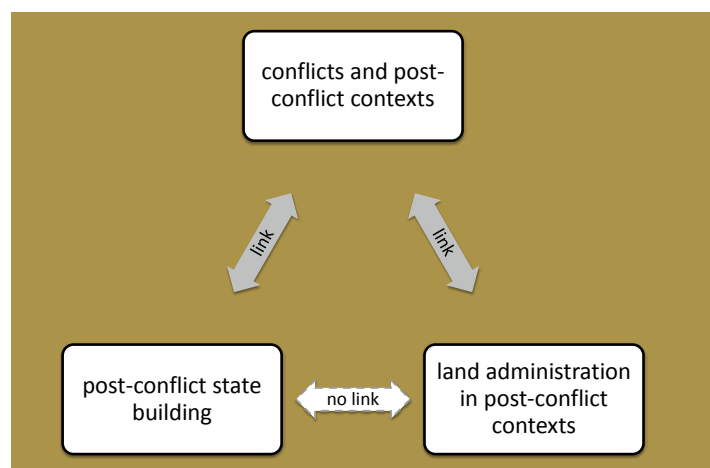 conflicts and post-
conflict contexts
link
link
post-conflict state
building
no link
land administration
in post-conflict
contexts